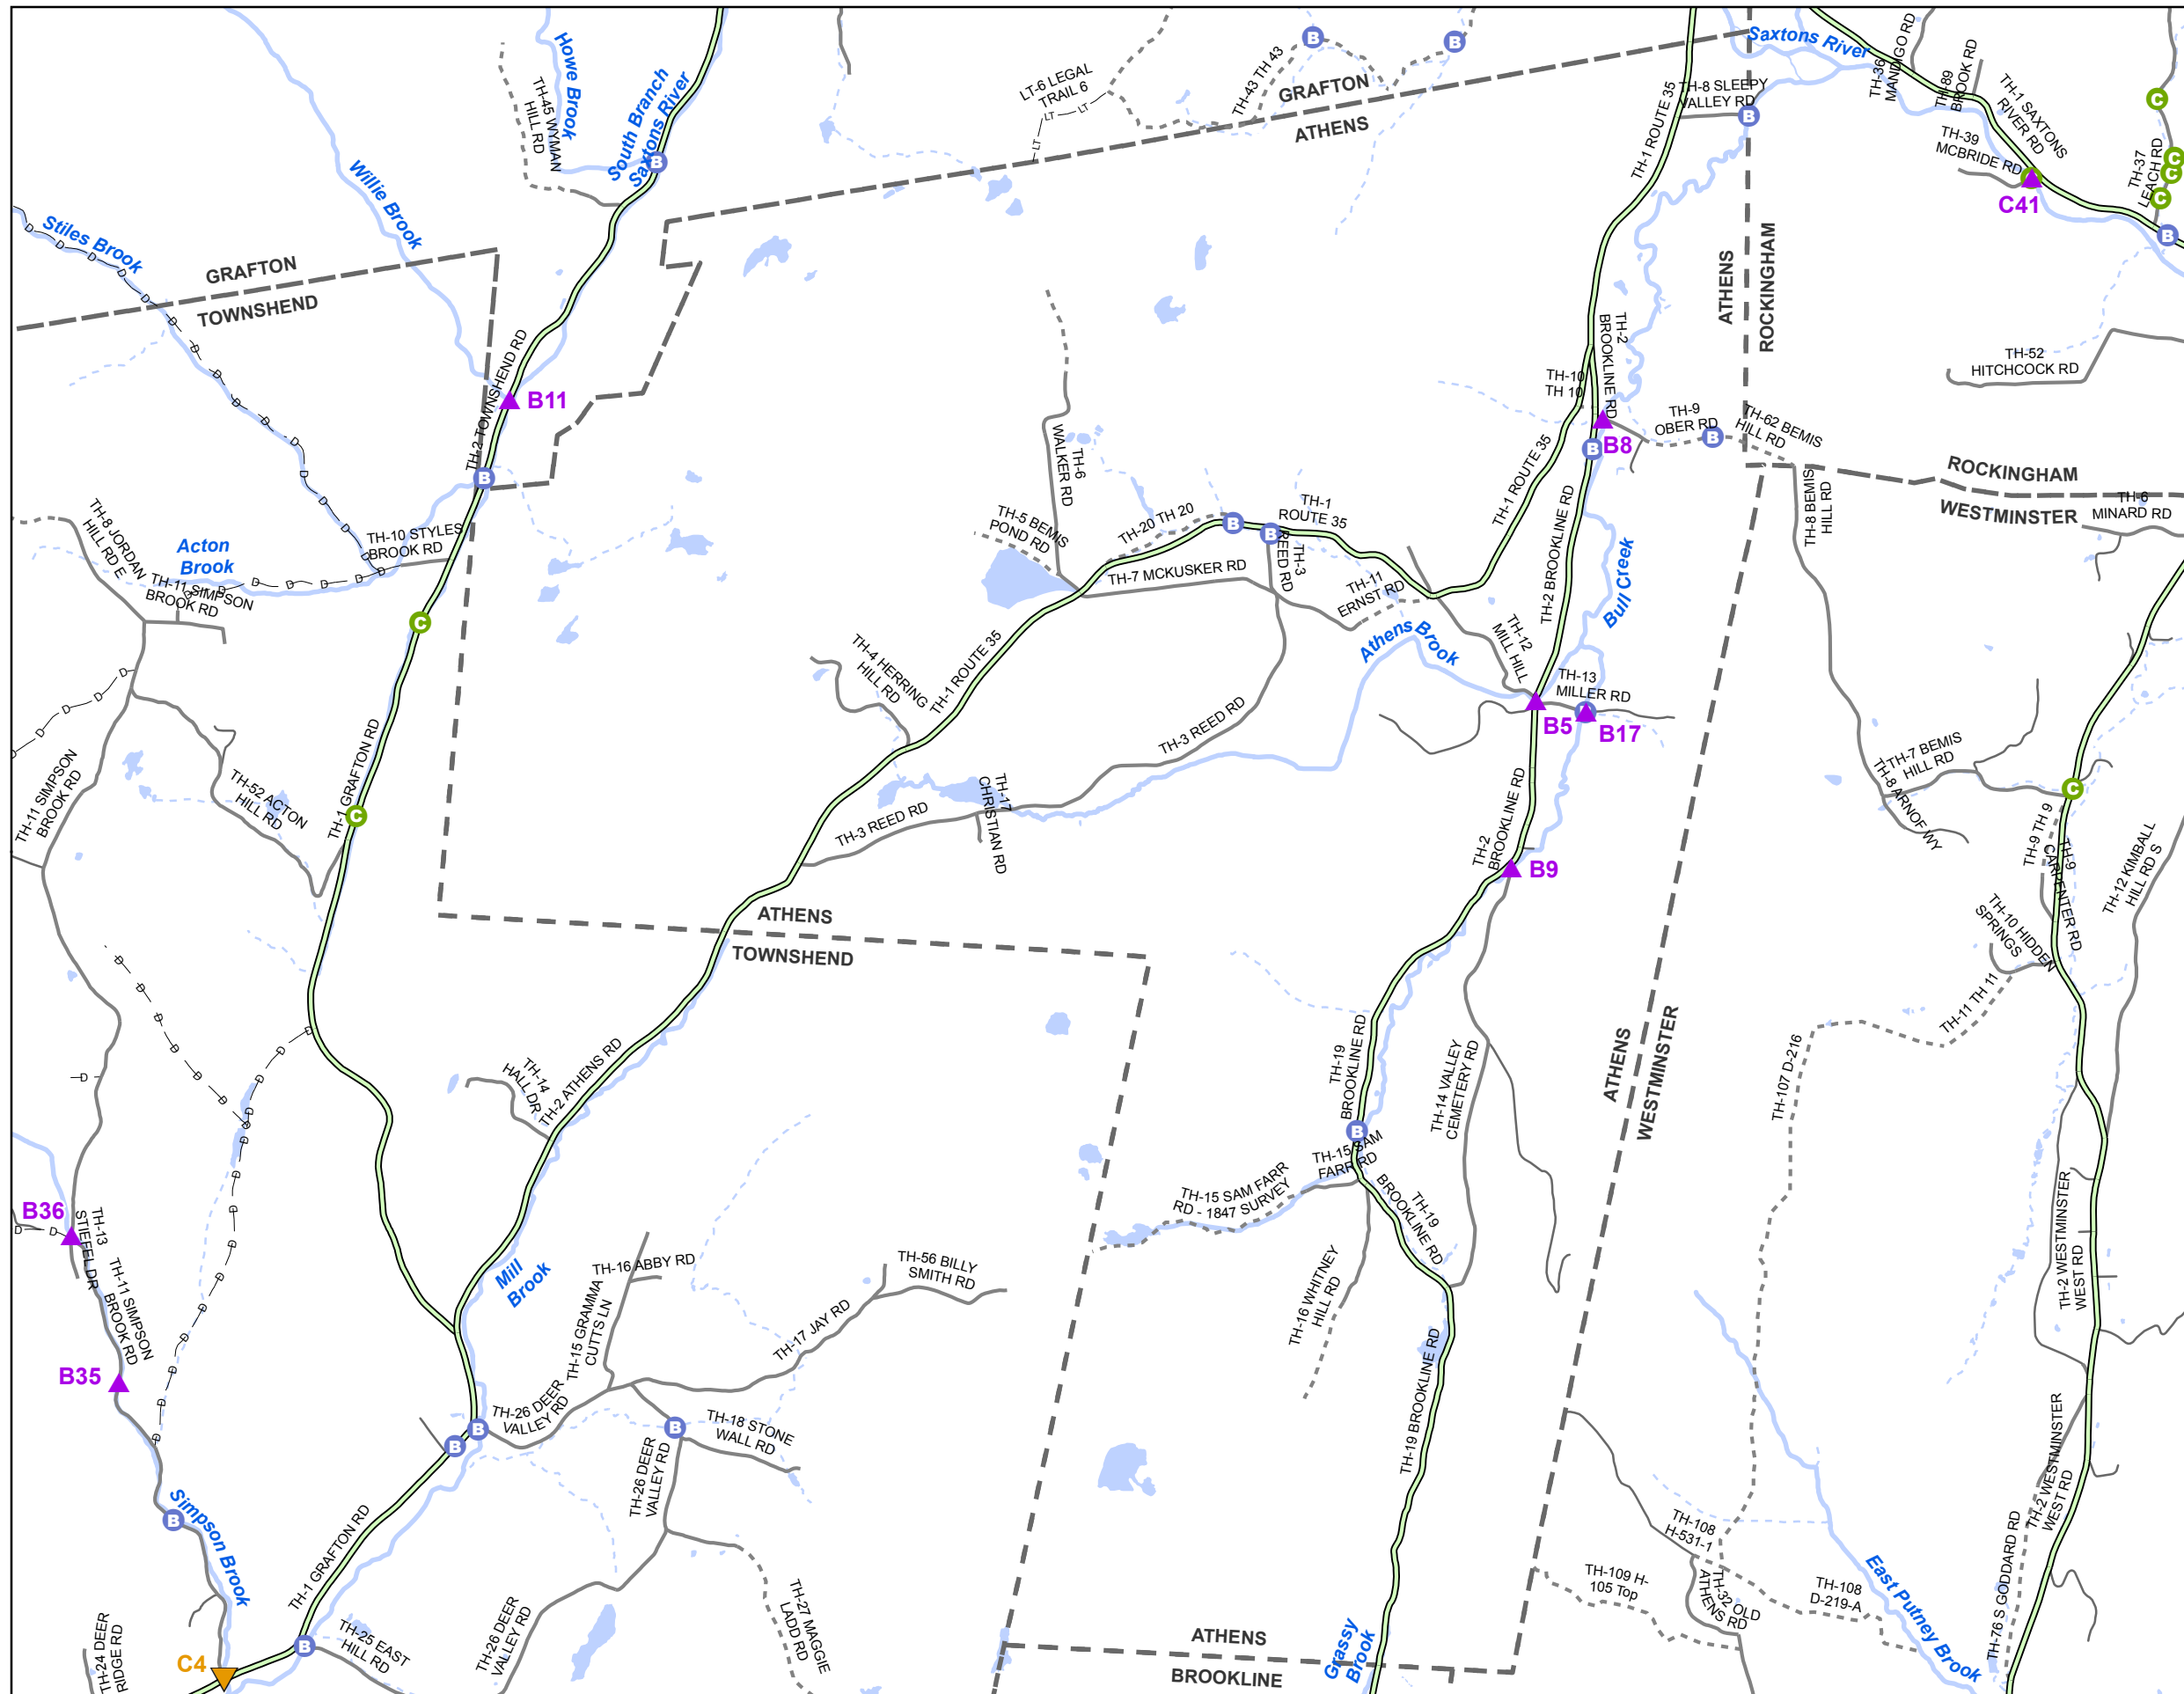 Howe Brook
South Branch
Saxtons River
TH-45 WYMAN
HILL RD
Willie Brook
Stiles Brook
GRAFTON
TOWNSHEND
LT-6 LEGAL
TRAIL 6
LT
LT
LT
TH-43 TH 43
GRAFTON
ATHENS
B
B
B
TH-1 ROUTE 35
TH-8 SLEEPY
VALLEY RD
B
Saxtons River
TH-36
MANDIGO RD
TH-89
BROOK RD
TH-1 SAXTONS
RIVER RD
TH-39
MCBRIDE RD
C41
TH-37
LEACH RD
C
C
C
C
B
ATHENS
ROCKINGHAM
TH-52
HITCHCOCK RD
TH-2 TOWNSHEND RD
B11
B
TH-2
BROOKLINE RD
TH-10
TH 10
B8
B
TH-9
OBER RD
B
TH-62 BEMIS
HILL RD
ROCKINGHAM
WESTMINSTER
TH-6
MINARD RD
TH-8 BEMIS
HILL RD
TH-6
WALKER RD
TH-5 BEMIS
POND RD
TH-20 TH 20
B
B
TH-1
ROUTE 35
TH-1 ROUTE 35
TH-2 BROOKLINE RD
TH-7 MCKUSKER RD
TH-3
REED RD
TH-11
ERNST RD
Athens Brook
TH-12
MILL HILL
Bull Creek
TH-13
MILLER RD
B5
B17
TH-8 JORDAN
HILL RD E
Acton
Brook
TH-10 STYLES
BROOK RD
TH-11 SIMPSON
BROOK RD
C
TH-4 HERRING
HILL RD
TH-1 ROUTE 35
TH-3 REED RD
TH-3 REED RD
TH-17
CHRISTIAN RD
TH-11 SIMPSON
BROOK RD
TH-52 ACTON
HILL RD
TH-1 GRAFTON RD
C
TH-2
BROOKLINE RD
B9
TH-7 BEMIS
HILL RD
TH-8 ARNOF WY
C
TH-9 TH 9
TH-9
CARPENTER RD
TH-12 KIMBALL
HILL RD S
TH-10 HIDDEN
SPRINGS
TH-11 TH 11
ATHENS
TOWNSHEND
TH-14
HALL DR
TH-2 ATHENS RD
TH-19
BROOKLINE RD
B
TH-14 VALLEY
CEMETERY RD
ATHENS
WESTMINSTER
TH-107 D-216
TH-15 SAM
FARR RD
TH-15 SAM FARR
RD - 1847 SURVEY
TH-19
BROOKLINE RD
TH-16 WHITNEY
HILL RD
TH-2 WESTMINSTER
WEST RD
B36
TH-13
STIEFEL DR
TH-11 SIMPSON
BROOK RD
B35
Mill
Brook
TH-16 ABBY RD
TH-15 GRAMMA
CUTTS LN
TH-56 BILLY
SMITH RD
TH-17 JAY RD
TH-19 BROOKLINE RD
TH-26 DEER
VALLEY RD
B
B
B
TH-18 STONE
WALL RD
TH-26 DEER
VALLEY RD
TH-2 WESTMINSTER
WEST RD
B
Simpson Brook
TH-1 GRAFTON RD
TH-108
H-531-1
TH-109 H-
105 Top
TH-32 OLD
ATHENS RD
TH-108
D-219-A
East Putney Brook
TH-76 S GODDARD RD
TH-24 DEER
RIDGE RD
C4
B
TH-25 EAST
HILL RD
TH-26 DEER
VALLEY RD
TH-27 MAGGIE
LADD RD
ATHENS
BROOKLINE
Grassy
Brook